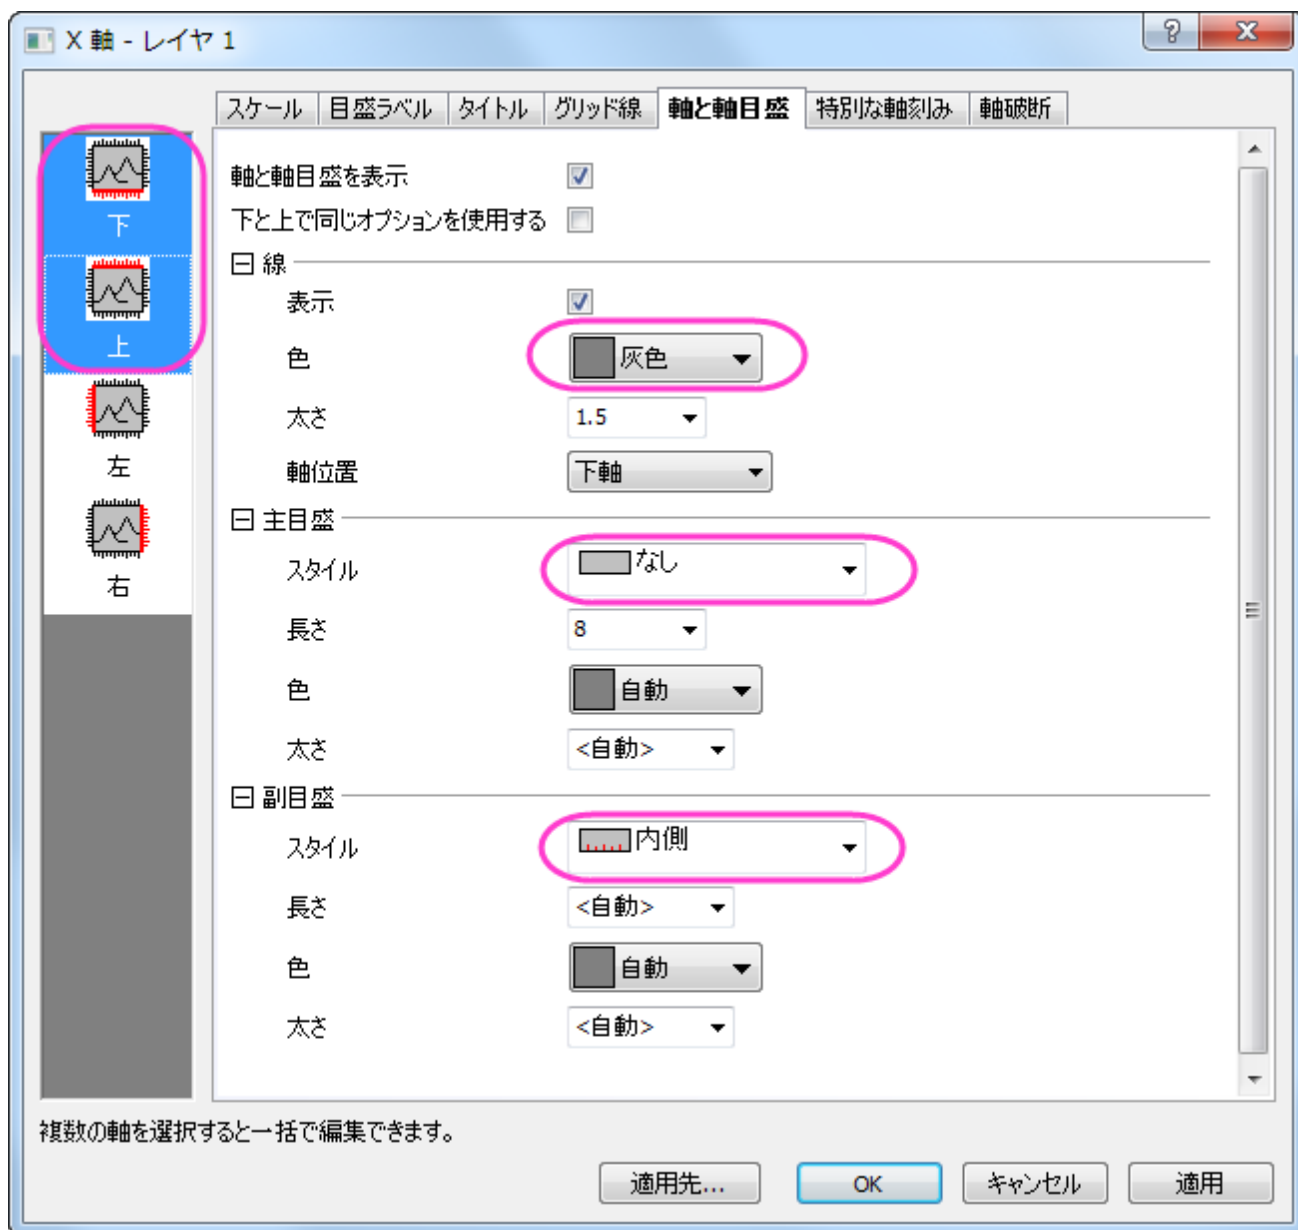 X 軸 - レイヤ 1
スケール 目盛ラベル タイトル グリッド線 軸と軸目盛 特別な軸刻み 軸破断
下
上
左
右
軸と軸目盛を表示
下と上で同じオプションを使用する
線
表示
色 灰色
太さ 1.5
軸位置 下軸
主目盛
スタイル なし
長さ 8
色 自動
太さ <自動>
副目盛
スタイル 内側
長さ <自動>
色 自動
太さ <自動>
複数の軸を選択すると一括で編集できます。
適用先... OK キャンセル 適用